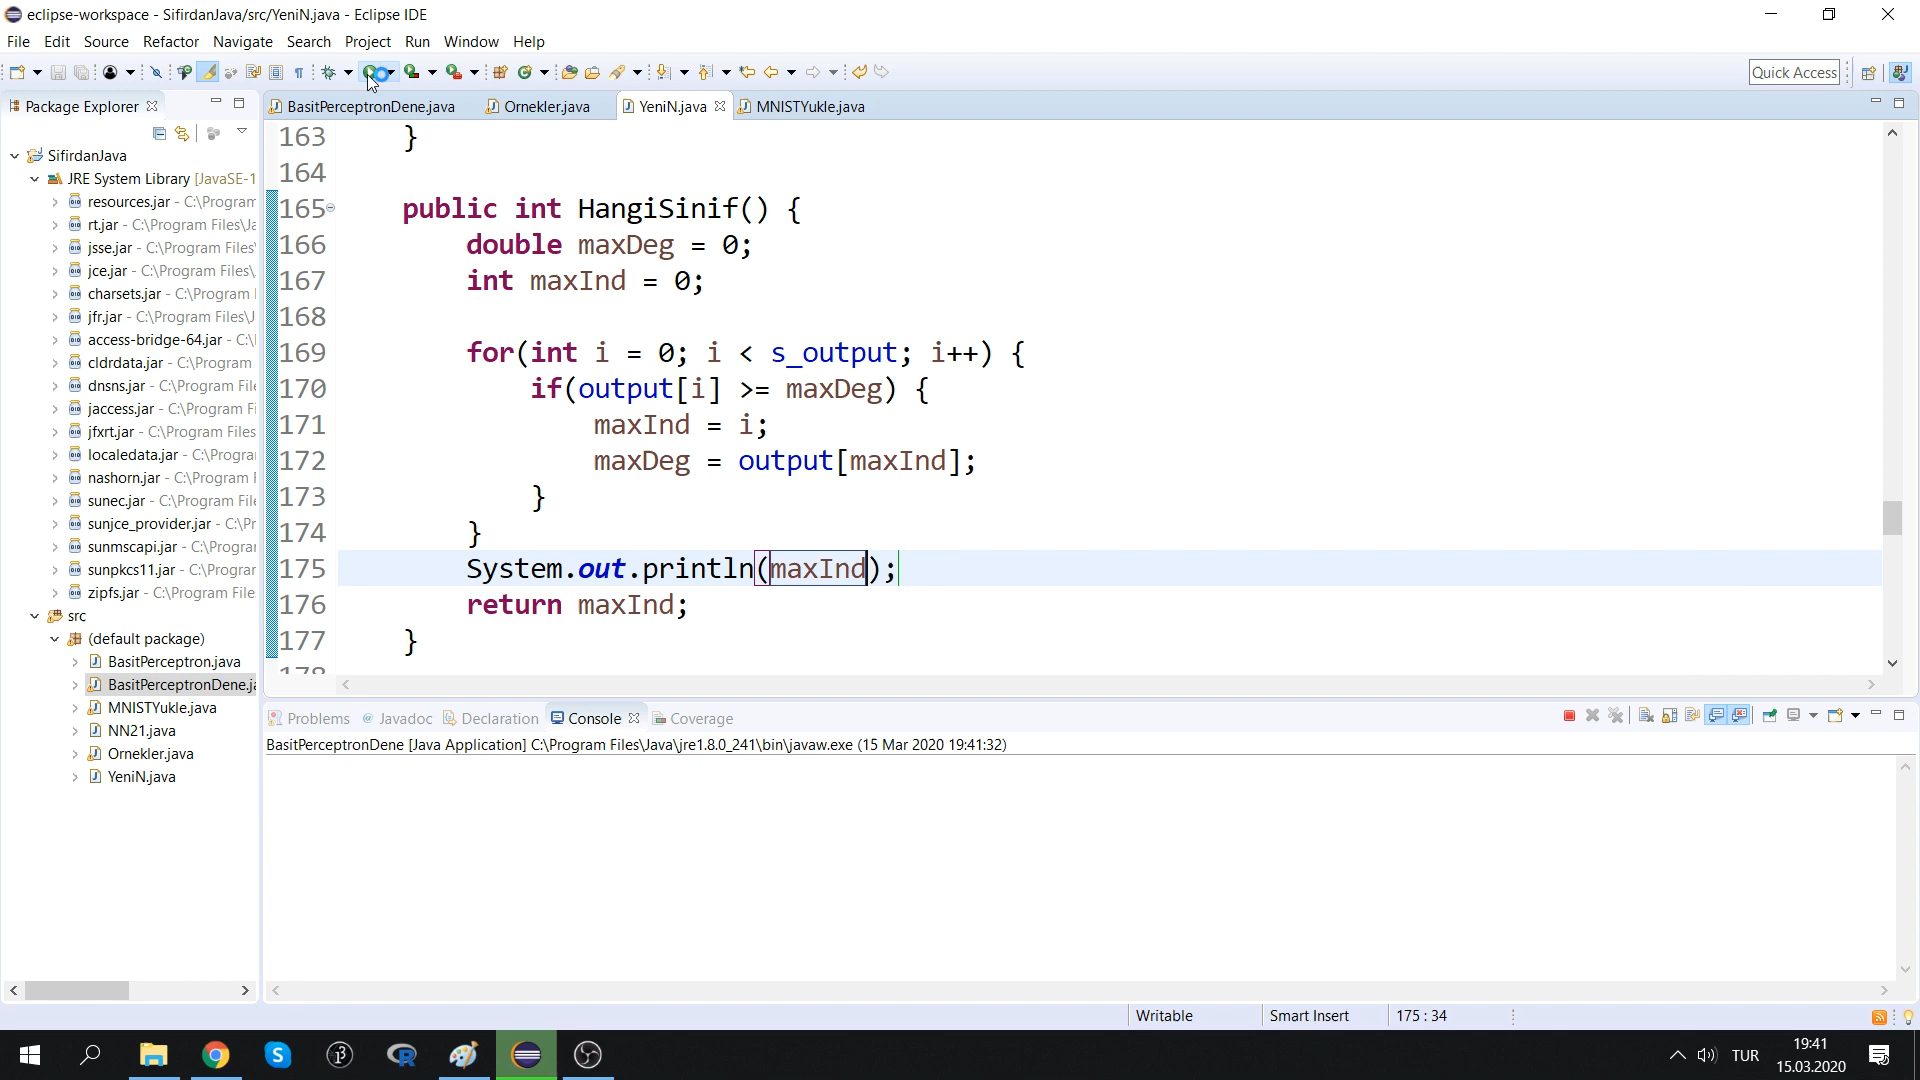 eclipse-workspace - SifirdanJava/src/YeniN.java - Eclipse IDE
File Edit Source Refactor Navigate Search Project Run Window Help
Quick Access
Package Explorer
BasitPerceptronDene.java Ornekler.java YeniN.java MNISTYukle.java
SifirdanJava
JRE System Library [JavaSE-1
resources.jar - C:\Program
rt.jar - C:\Program Files\Ja
jsse.jar - C:\Program Files\
jce.jar - C:\Program Files\
charsets.jar - C:\Program
jfr.jar - C:\Program Files\J
access-bridge-64.jar - C:\
cldrdata.jar - C:\Program
dnsns.jar - C:\Program File
jaccess.jar - C:\Program Fi
jfxrt.jar - C:\Program Files
localedata.jar - C:\Progra
nashorn.jar - C:\Program
sunec.jar - C:\Program File
sunjce_provider.jar - C:\Pr
sunmscapi.jar - C:\Progra
sunpkcs11.jar - C:\Progra
zipfs.jar - C:\Program File
src
(default package)
BasitPerceptron.java
BasitPerceptronDene.ja
MNISTYukle.java
NN21.java
Ornekler.java
YeniN.java
163 }
164
165 public int HangiSinif() {
166 double maxDeg = 0;
167 int maxInd = 0;
168
169 for(int i = 0; i < s_output; i++) {
170 if(output[i] >= maxDeg) {
171 maxInd = i;
172 maxDeg = output[maxInd];
173 }
174 }
175 System.out.println(maxInd);
176 return maxInd;
177 }
178
Problems Javadoc Declaration Console Coverage
BasitPerceptronDene [Java Application] C:\Program Files\Java\jre1.8.0_241\bin\javaw.exe (15 Mar 2020 19:41:32)
Writable Smart Insert 175 : 34
TUR 19:41
15.03.2020